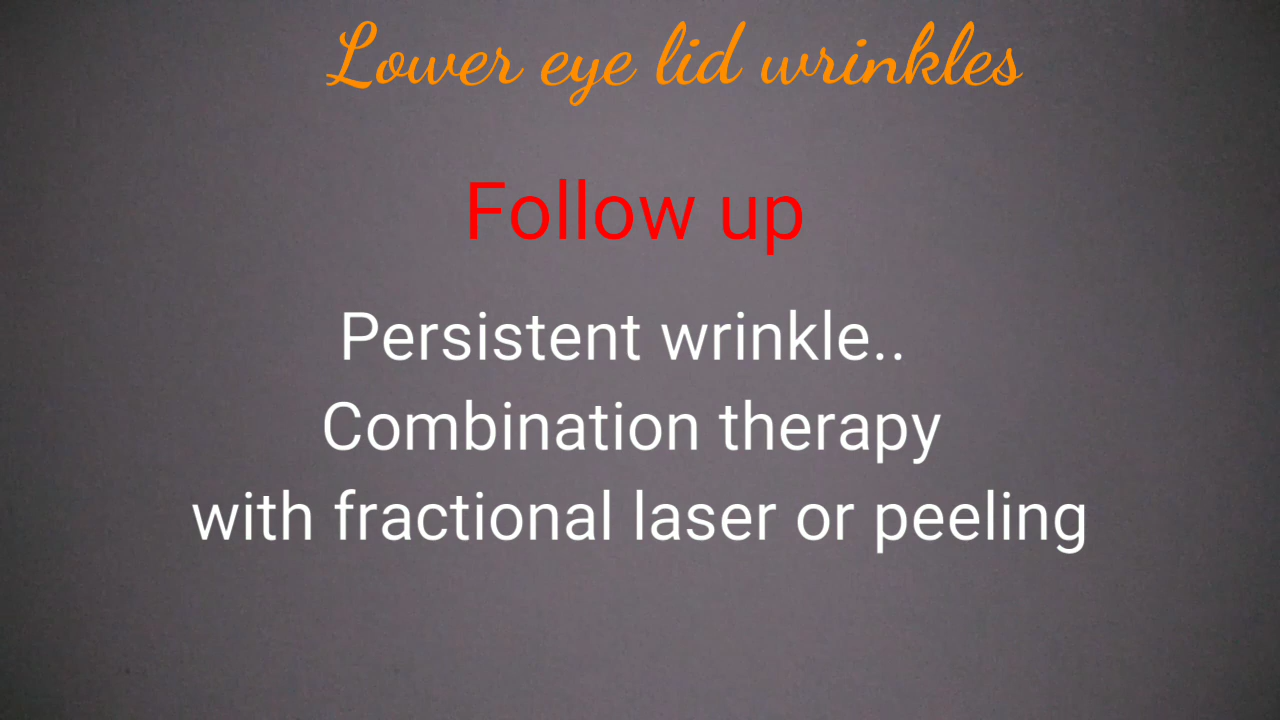 Lower eye lid wrinkles
Follow up
Persistent wrinkle..
Combination therapy
with fractional laser or peeling